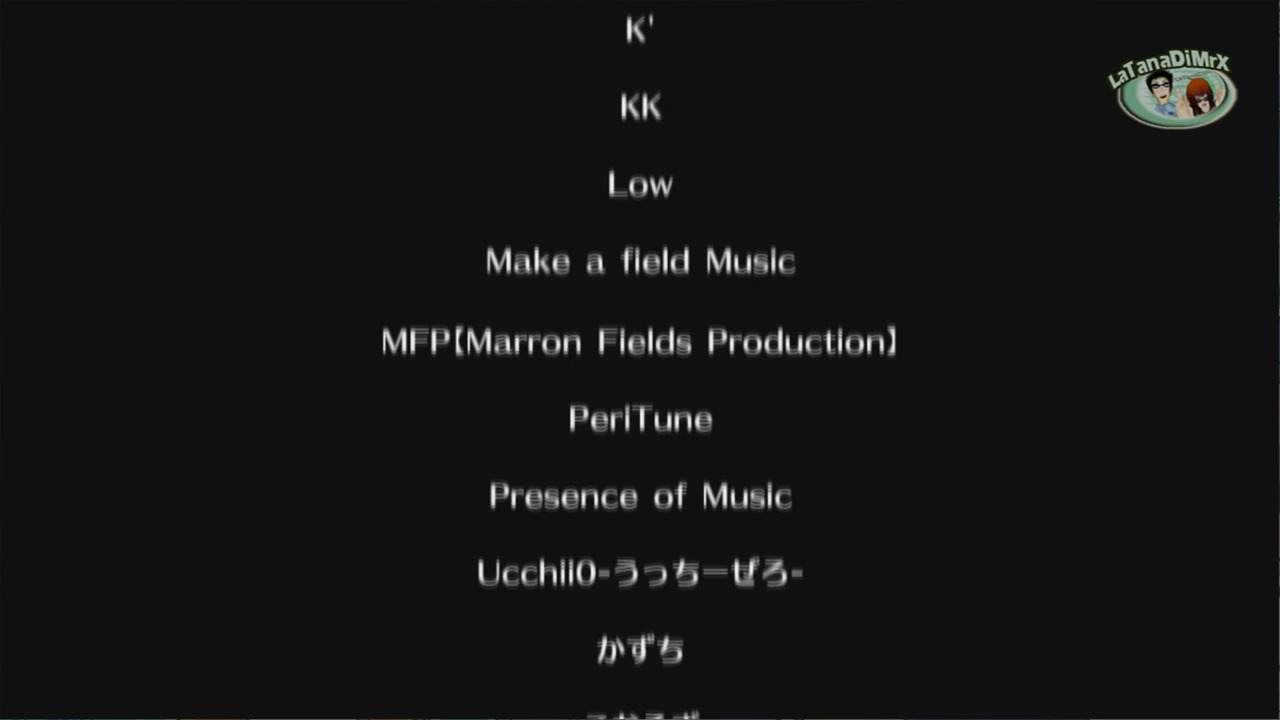 K'
LaTanaDiMrX
KK
Low
Make a field Music
MFP【Marron Fields Production】
PeriTune
Presence of Music
Ucchii0-うっちーぜろ-
かずち